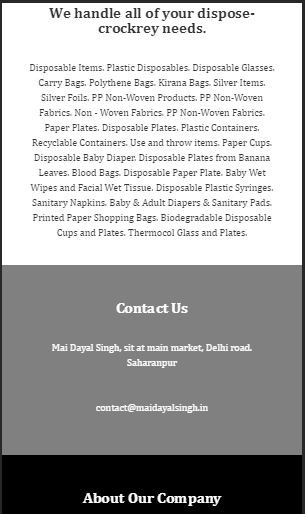 We handle all of your dispose-
crockrey needs.
Disposable Items. Plastic Disposables. Disposable Glasses.
Carry Bags. Polythene Bags. Kirana Bags. Silver Items.
Silver Foils. PP Non-Woven Products. PP Non-Woven
Fabrics. Non - Woven Fabrics. PP Non-Woven Fabrics.
Paper Plates. Disposable Plates. Plastic Containers.
Recyclable Containers. Use and throw items. Paper Cups.
Disposable Baby Diaper. Disposable Plates from Banana
Leaves. Blood Bags. Disposable Paper Plate. Baby Wet
Wipes and Facial Wet Tissue. Disposable Plastic Syringes.
Sanitary Napkins. Baby & Adult Diapers & Sanitary Pads.
Printed Paper Shopping Bags. Biodegradable Disposable
Cups and Plates. Thermocol Glass and Plates.
Contact Us
Mai Dayal Singh, sit at main market, Delhi road.
Saharanpur
contact@maidayalsingh.in
About Our Company